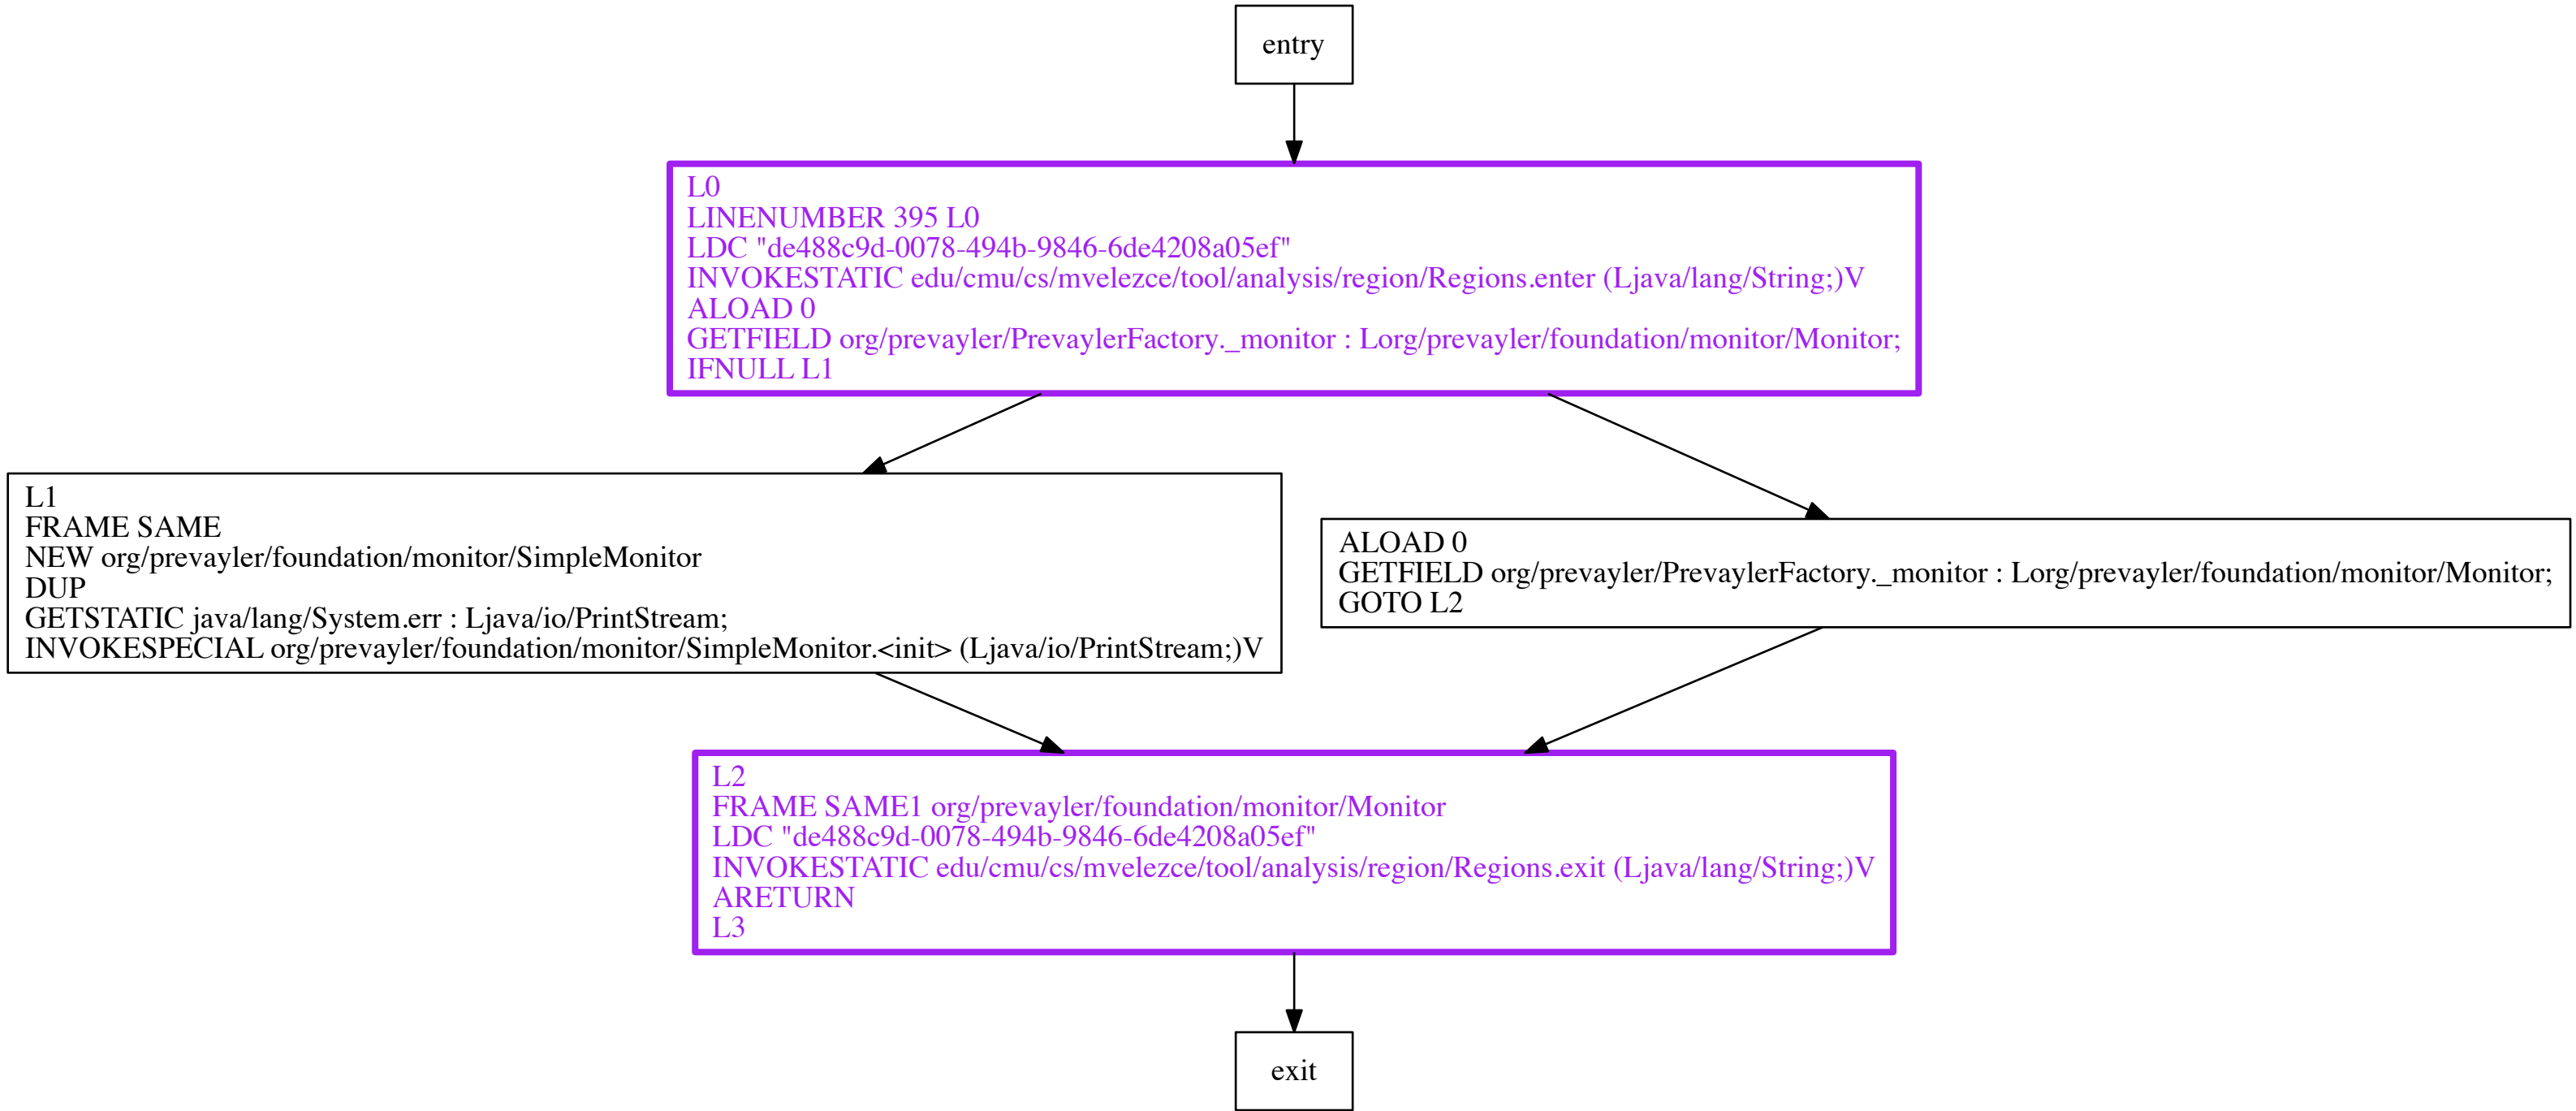 entry
L0
LINENUMBER 395 L0
LDC "de488c9d-0078-494b-9846-6de4208a05ef"
INVOKESTATIC edu/cmu/cs/mvelezce/tool/analysis/region/Regions.enter (Ljava/lang/String;)V
ALOAD 0
GETFIELD org/prevayler/PrevaylerFactory._monitor : Lorg/prevayler/foundation/monitor/Monitor;
IFNULL L1
L1
FRAME SAME
NEW org/prevayler/foundation/monitor/SimpleMonitor
DUP
GETSTATIC java/lang/System.err : Ljava/io/PrintStream;
INVOKESPECIAL org/prevayler/foundation/monitor/SimpleMonitor.<init> (Ljava/io/PrintStream;)V
ALOAD 0
GETFIELD org/prevayler/PrevaylerFactory._monitor : Lorg/prevayler/foundation/monitor/Monitor;
GOTO L2
L2
FRAME SAME1 org/prevayler/foundation/monitor/Monitor
LDC "de488c9d-0078-494b-9846-6de4208a05ef"
INVOKESTATIC edu/cmu/cs/mvelezce/tool/analysis/region/Regions.exit (Ljava/lang/String;)V
ARETURN
L3
exit